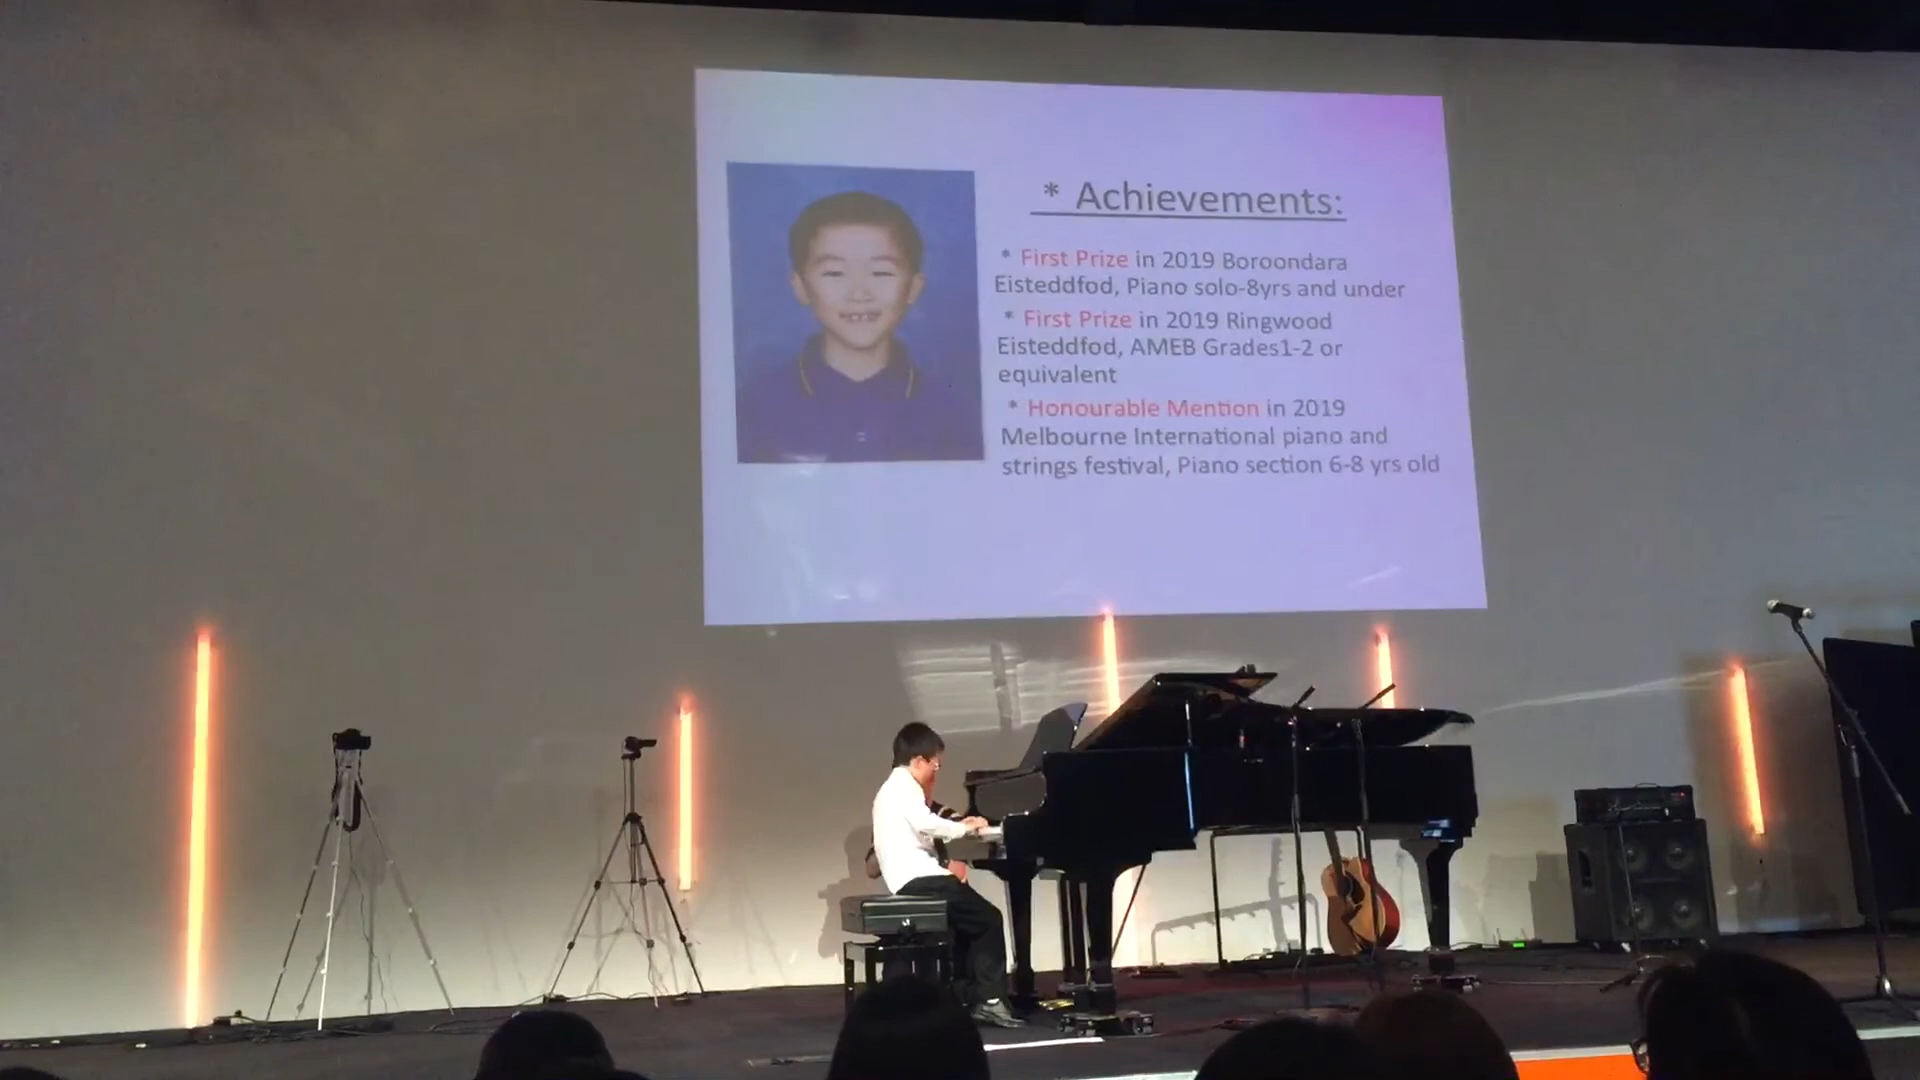 * Achievements:
* First Prize in 2019 Boroondara
Eisteddfod, Piano solo-8yrs and under
* First Prize in 2019 Ringwood
Eisteddfod, AMEB Grades1-2 or
equivalent
* Honourable Mention in 2019
Melbourne International piano and
strings festival, Piano section 6-8 yrs old